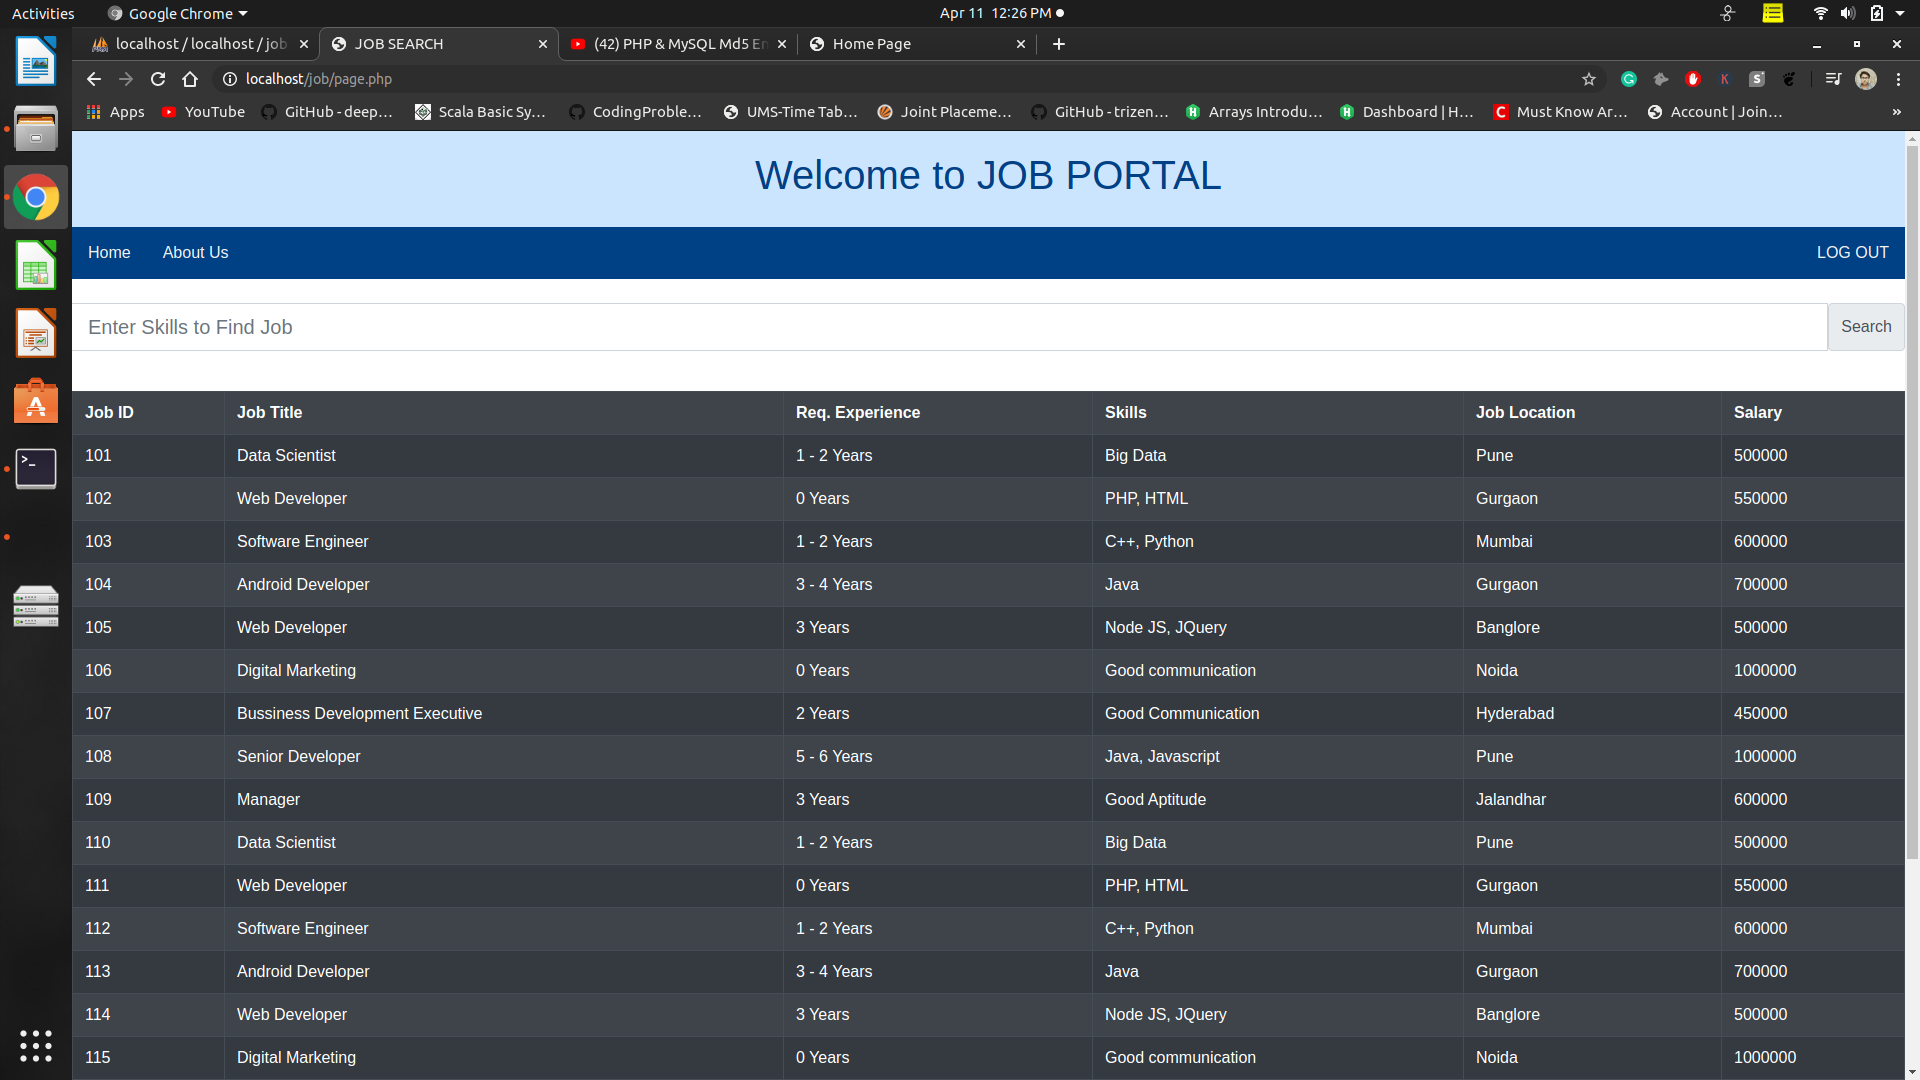 Activities Google Chrome Apr 11 12:26 PM
localhost / localhost / job JOB SEARCH (42) PHP & MySQL Md5 En Home Page
localhost/job/page.php
Apps YouTube GitHub - deep... Scala Basic Sy... CodingProble... UMS-Time Tab... Joint Placeme... GitHub - trizen... Arrays Introdu... Dashboard | H... Must Know Ar... Account | Join... »
Welcome to JOB PORTAL
Home About Us LOG OUT
Enter Skills to Find Job Search
Job ID Job Title Req. Experience Skills Job Location Salary
101 Data Scientist 1 - 2 Years Big Data Pune 500000
102 Web Developer 0 Years PHP, HTML Gurgaon 550000
103 Software Engineer 1 - 2 Years C++, Python Mumbai 600000
104 Android Developer 3 - 4 Years Java Gurgaon 700000
105 Web Developer 3 Years Node JS, JQuery Banglore 500000
106 Digital Marketing 0 Years Good communication Noida 1000000
107 Bussiness Development Executive 2 Years Good Communication Hyderabad 450000
108 Senior Developer 5 - 6 Years Java, Javascript Pune 1000000
109 Manager 3 Years Good Aptitude Jalandhar 600000
110 Data Scientist 1 - 2 Years Big Data Pune 500000
111 Web Developer 0 Years PHP, HTML Gurgaon 550000
112 Software Engineer 1 - 2 Years C++, Python Mumbai 600000
113 Android Developer 3 - 4 Years Java Gurgaon 700000
114 Web Developer 3 Years Node JS, JQuery Banglore 500000
115 Digital Marketing 0 Years Good communication Noida 1000000